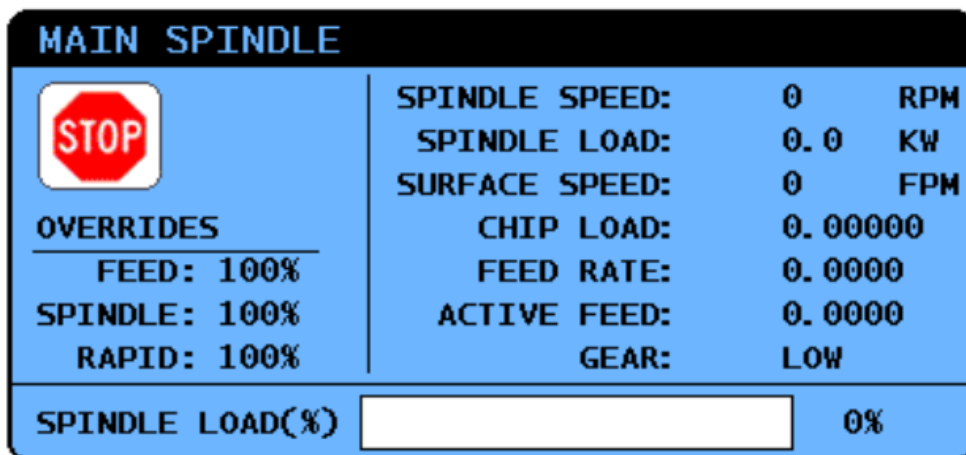 MAIN SPINDLE
STOP
OVERRIDES
FEED: 100%
SPINDLE: 100%
RAPID: 100%
SPINDLE SPEED: 0 RPM
SPINDLE LOAD: 0.0 KW
SURFACE SPEED: 0 FPM
CHIP LOAD: 0.00000
FEED RATE: 0.0000
ACTIVE FEED: 0.0000
GEAR: LOW
SPINDLE LOAD(%) 0%